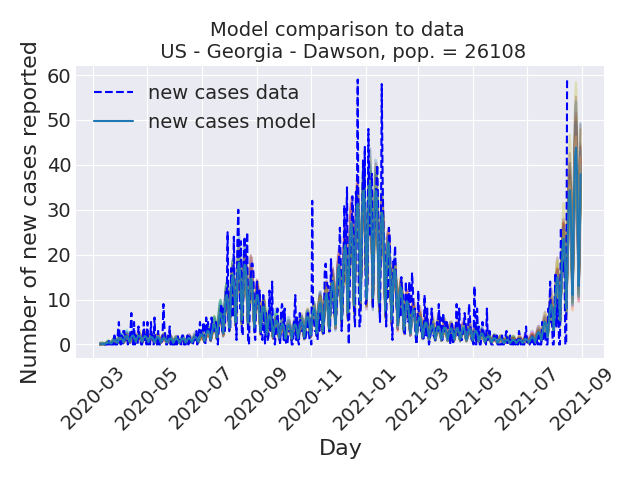 Model comparison to data
US - Georgia - Dawson, pop. = 26108
Number of new cases reported
60
50
40
30
20
10
0
new cases data
new cases model
2020-03
2020-05
2020-07
2020-09
2020-11
2021-01
2021-03
2021-05
2021-07
2021-09
Day